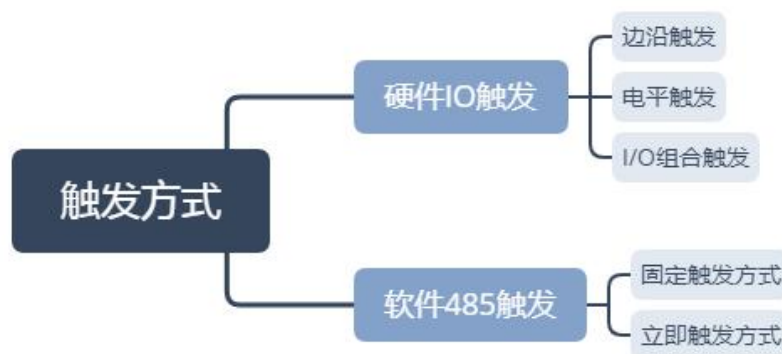 触发方式
硬件IO触发
边沿触发
电平触发
I/O组合触发
软件485触发
固定触发方式
立即触发方式